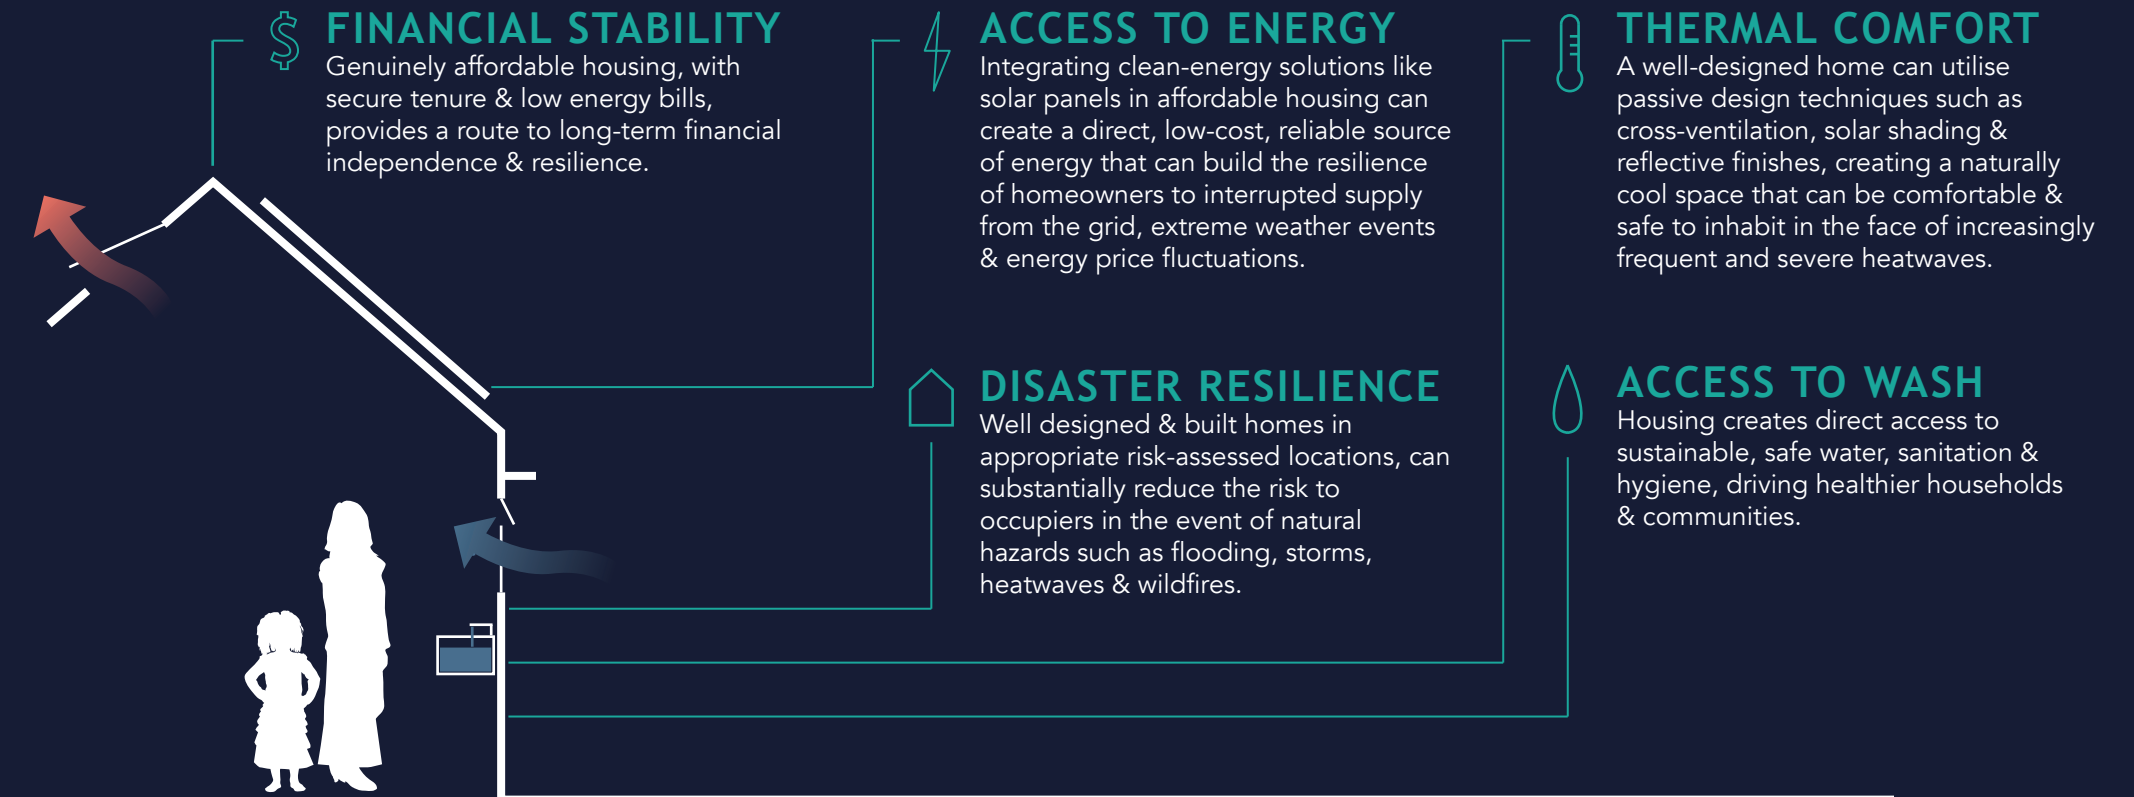 FINANCIAL STABILITY
Genuinely affordable housing, with
secure tenure & low energy bills,
provides a route to long-term financial
independence & resilience.
ACCESS TO ENERGY
Integrating clean-energy solutions like
solar panels in affordable housing can
create a direct, low-cost, reliable source
of energy that can build the resilience
of homeowners to interrupted supply
from the grid, extreme weather events
& energy price fluctuations.
THERMAL COMFORT
A well-designed home can utilise
passive design techniques such as
cross-ventilation, solar shading &
reflective finishes, creating a naturally
cool space that can be comfortable &
safe to inhabit in the face of increasingly
frequent and severe heatwaves.
DISASTER RESILIENCE
Well designed & built homes in
appropriate risk-assessed locations, can
substantially reduce the risk to
occupiers in the event of natural
hazards such as flooding, storms,
heatwaves & wildfires.
ACCESS TO WASH
Housing creates direct access to
sustainable, safe water, sanitation &
hygiene, driving healthier households
& communities.